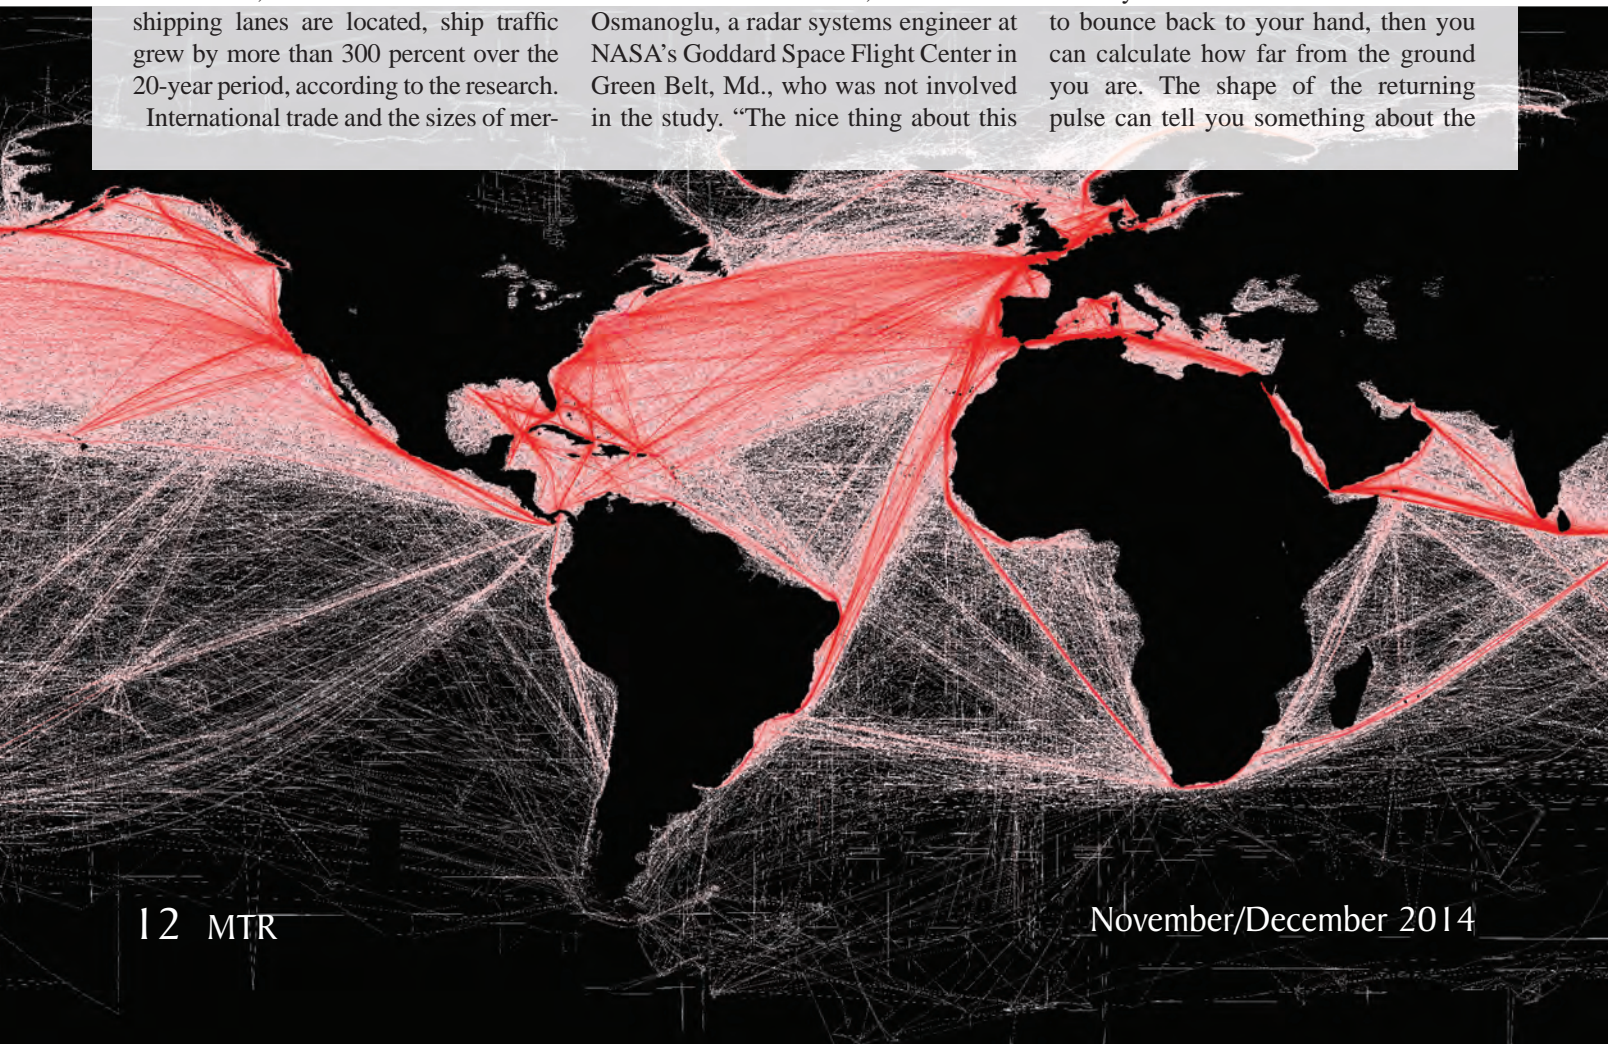 shipping lanes are located, ship traffic
grew by more than 300 percent over the
20-year period, according to the research.
International trade and the sizes of mer-
Osmanoglu, a radar systems engineer at
NASA's Goddard Space Flight Center in
Green Belt, Md., who was not involved
in the study. “The nice thing about this
to bounce back to your hand, then you
can calculate how far from the ground
you are. The shape of the returning
pulse can tell you something about the
12 MTR
November/December 2014